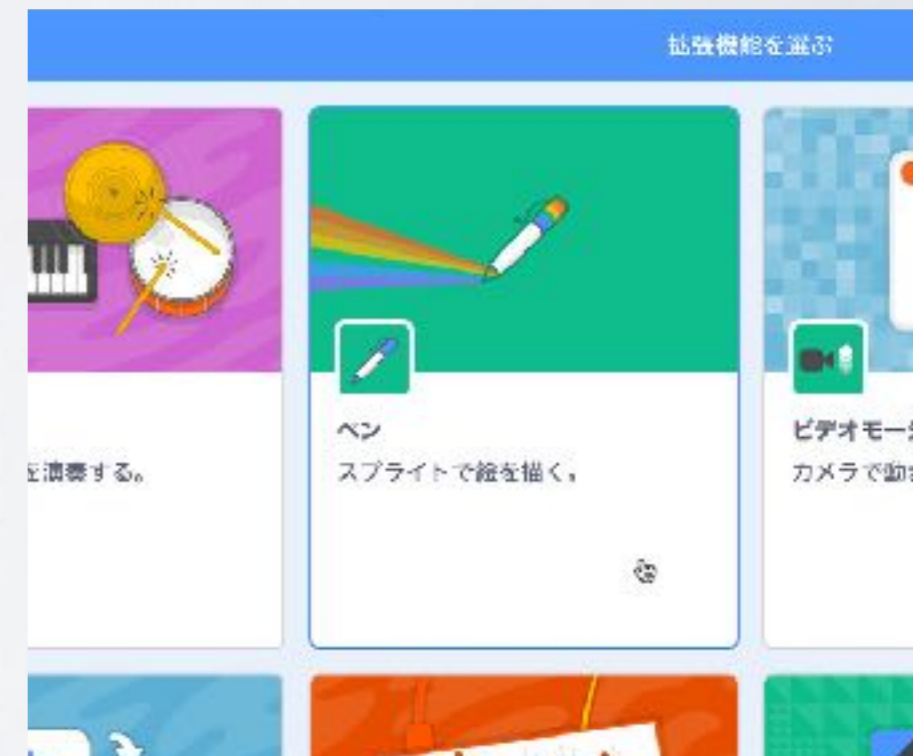 拡張機能を選ぶ
を演奏する。
ペン
スプライトで絵を描く。
ビデオモー
カメラで動